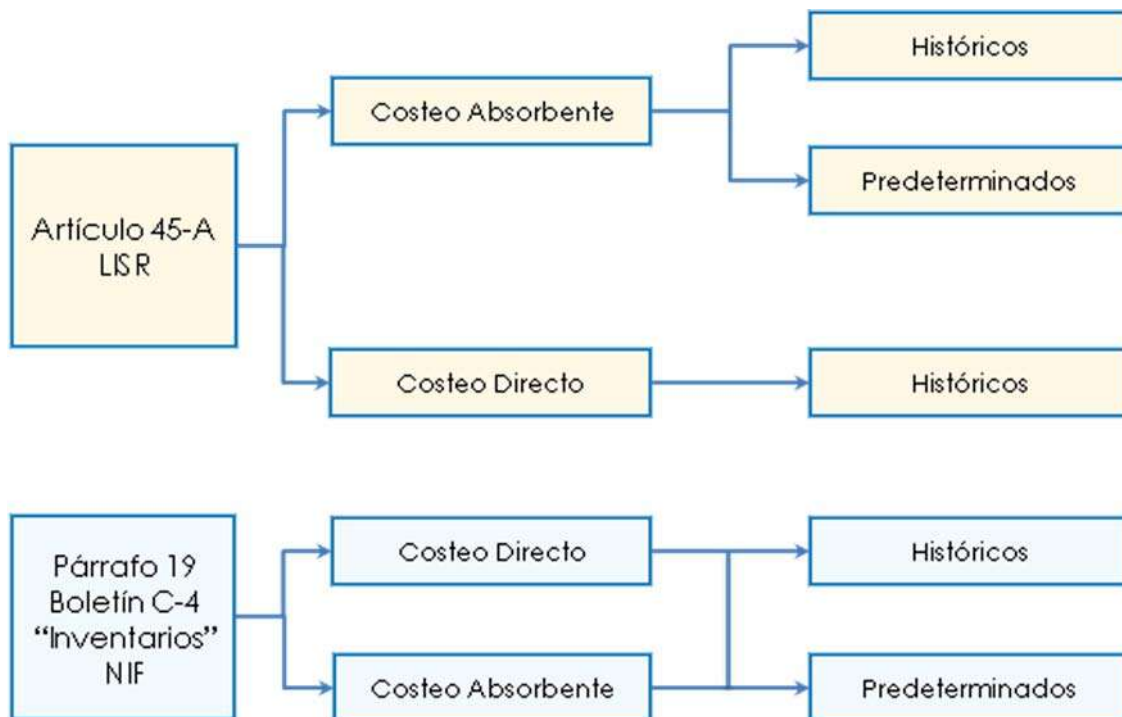 Históricos
Costeo Absorbente
Predeterminados
Artículo 45-A
LISR
Costeo Directo
Históricos
Párrafo 19
Boletín C-4
“Inventarios”
NIF
Costeo Directo
Históricos
Costeo Absorbente
Predeterminados